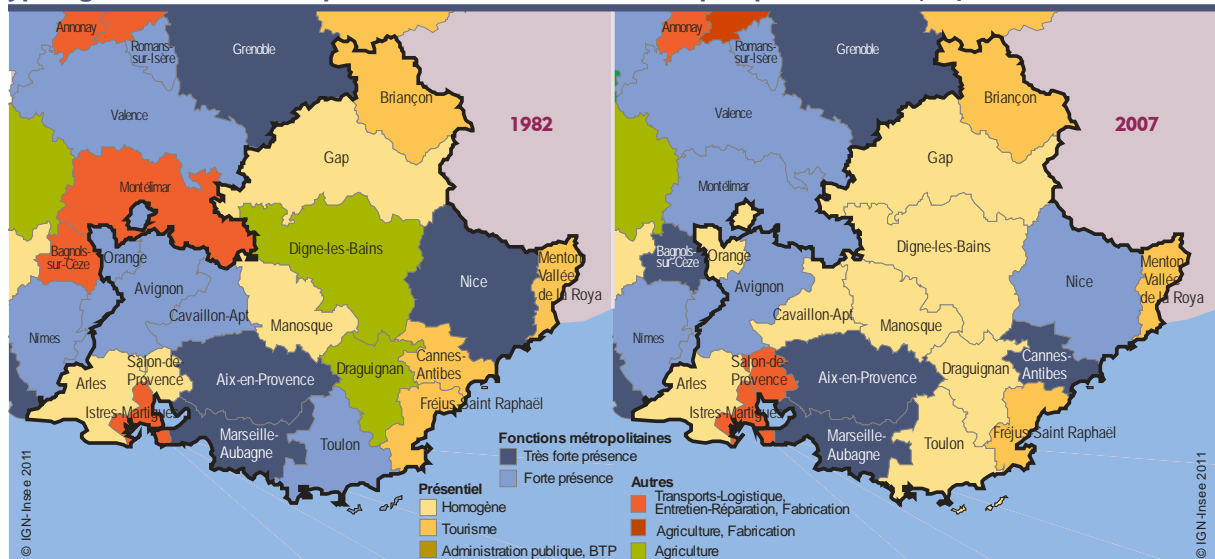 Annonay
Romans-
sur-Isère
Grenoble
Briançon
Valence
1982
Gap
Montélimar
Bagnols-
sur-Cèze
Orange
Digne-les-Bains
Nice
Menton
Vallée
de la Roya
Avignon
Cavaillon-Apt
Manosque
Nîmes
Salon-de-
Provence
Arles
Aix-en-Provence
Draguignan
Cannes-
Antibes
Istres-Martigues
Fréjus Saint Raphaël
Marseille-
Aubagne
Toulon
© IGN-Insee 2011
Annonay
Romans-
sur-Isère
Grenoble
Briançon
Valence
2007
Gap
Montélimar
Bagnols-
sur-Cèze
Orange
Digne-les-Bains
Nice
Menton
Vallée
de la Roya
Avignon
Cavaillon-Apt
Manosque
Nîmes
Salon-de-
Provence
Arles
Aix-en-Provence
Draguignan
Cannes-
Antibes
Istres-Martigues
Fréjus Saint Raphaël
Marseille-
Aubagne
Toulon
© IGN-Insee 2011
Fonctions métropolitaines
Très forte présence
Forte présence
Présentiel
Homogène
Tourisme
Administration publique, BTP
Autres
Transports-Logistique,
Entretien-Réparation, Fabrication
Agriculture, Fabrication
Agriculture